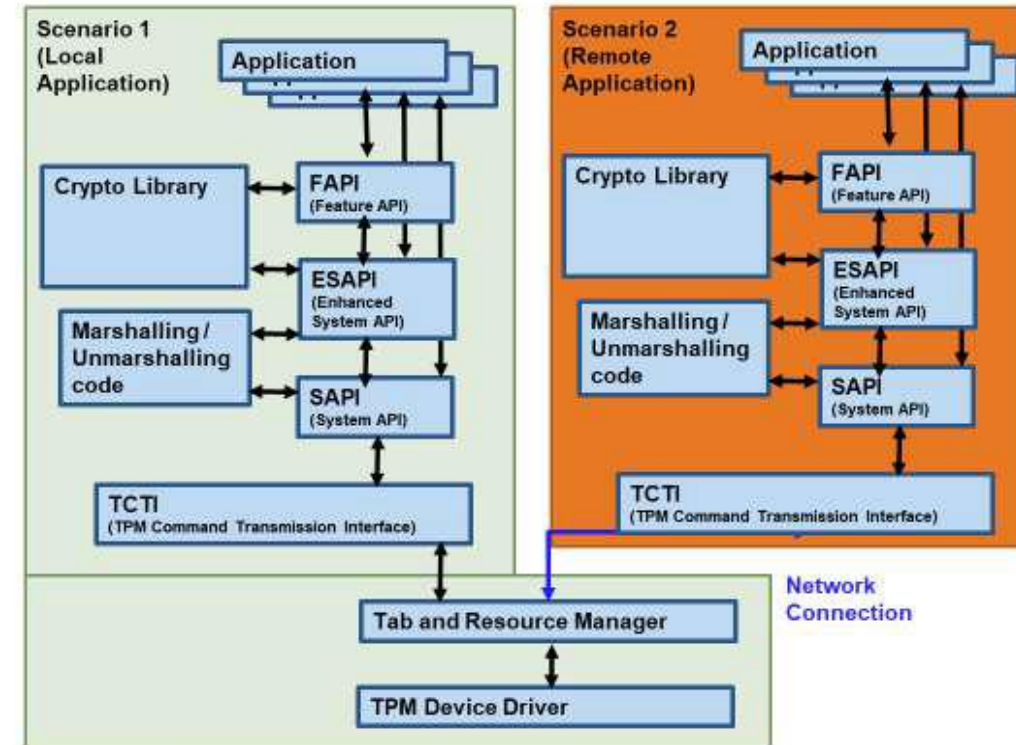 Scenario 1
(Local
Application)
Application
Crypto Library
FAPI
(Feature API)
ESAPI
(Enhanced
System API)
Marshalling /
Unmarshalling
code
SAPI
(System API)
TCTI
(TPM Command Transmission Interface)
Scenario 2
(Remote
Application)
Application
Crypto Library
FAPI
(Feature API)
ESAPI
(Enhanced
System API)
Marshalling /
Unmarshalling
code
SAPI
(System API)
TCTI
(TPM Command Transmission Interface)
Network
Connection
Tab and Resource Manager
TPM Device Driver